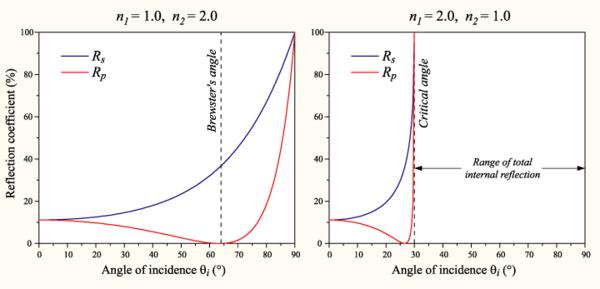 n1 = 1.0, n2 = 2.0
n1 = 2.0, n2 = 1.0
Reflection coefficient (%)
100
80
60
40
20
0
Rs
Rp
Brewster's angle
0 10 20 30 40 50 60 70 80 90
Angle of incidence θi (°)
100
80
60
40
20
0
Rs
Rp
Critical angle
Range of total
internal reflection
0 10 20 30 40 50 60 70 80 90
Angle of incidence θi (°)